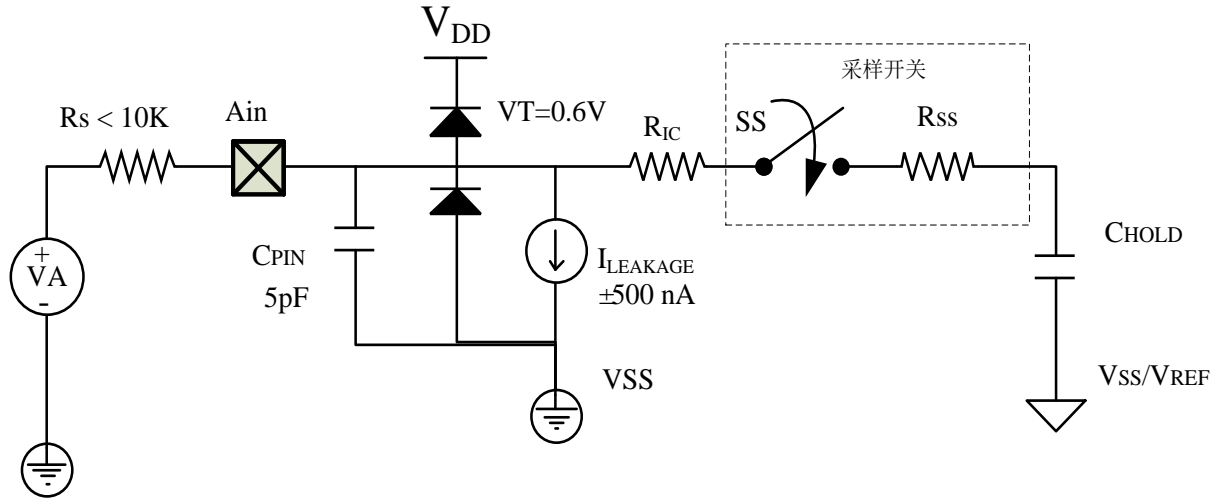 VDD
采样开关
Rs < 10K
Ain
VT=0.6V
RIC
SS
Rss
+
VA
-
CPIN
5pF
ILEAKAGE
±500 nA
CHOLD
VSS
VSS/VREF